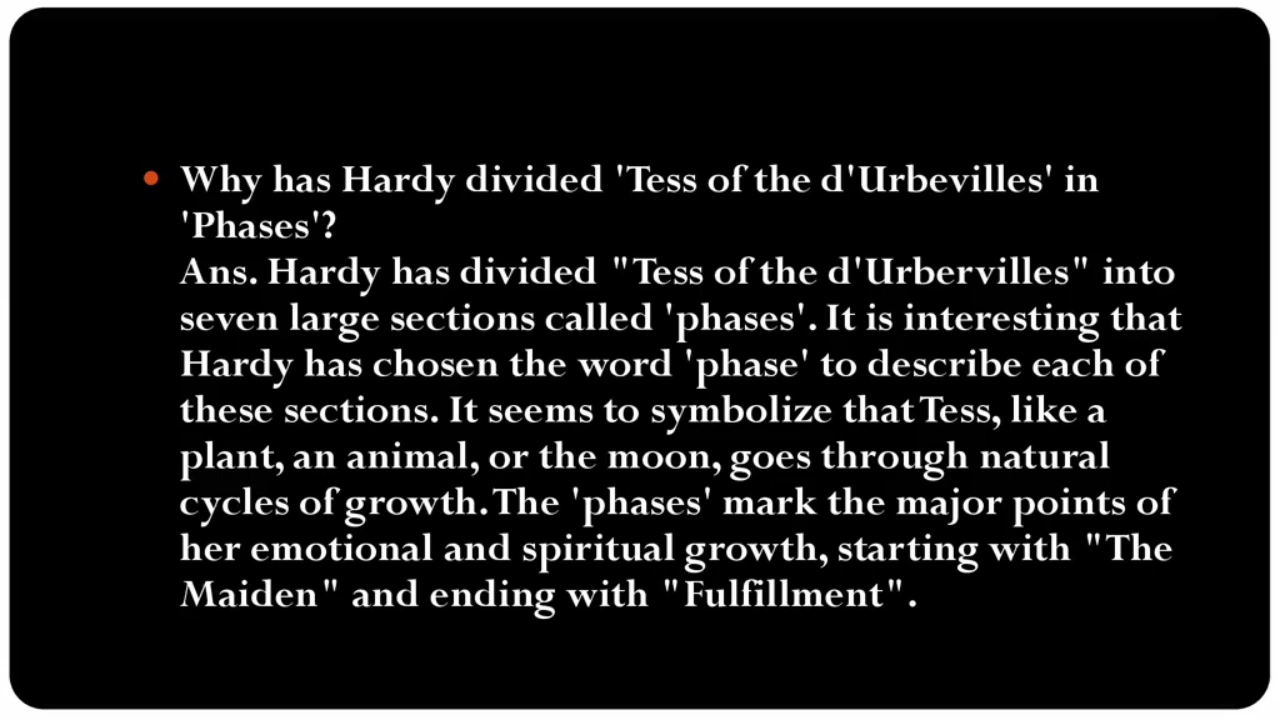 • Why has Hardy divided 'Tess of the d'Urbevilles' in
'Phases'?
Ans. Hardy has divided "Tess of the d'Urbervilles" into
seven large sections called 'phases'. It is interesting that
Hardy has chosen the word 'phase' to describe each of
these sections. It seems to symbolize that Tess, like a
plant, an animal, or the moon, goes through natural
cycles of growth. The 'phases' mark the major points of
her emotional and spiritual growth, starting with "The
Maiden" and ending with "Fulfillment".